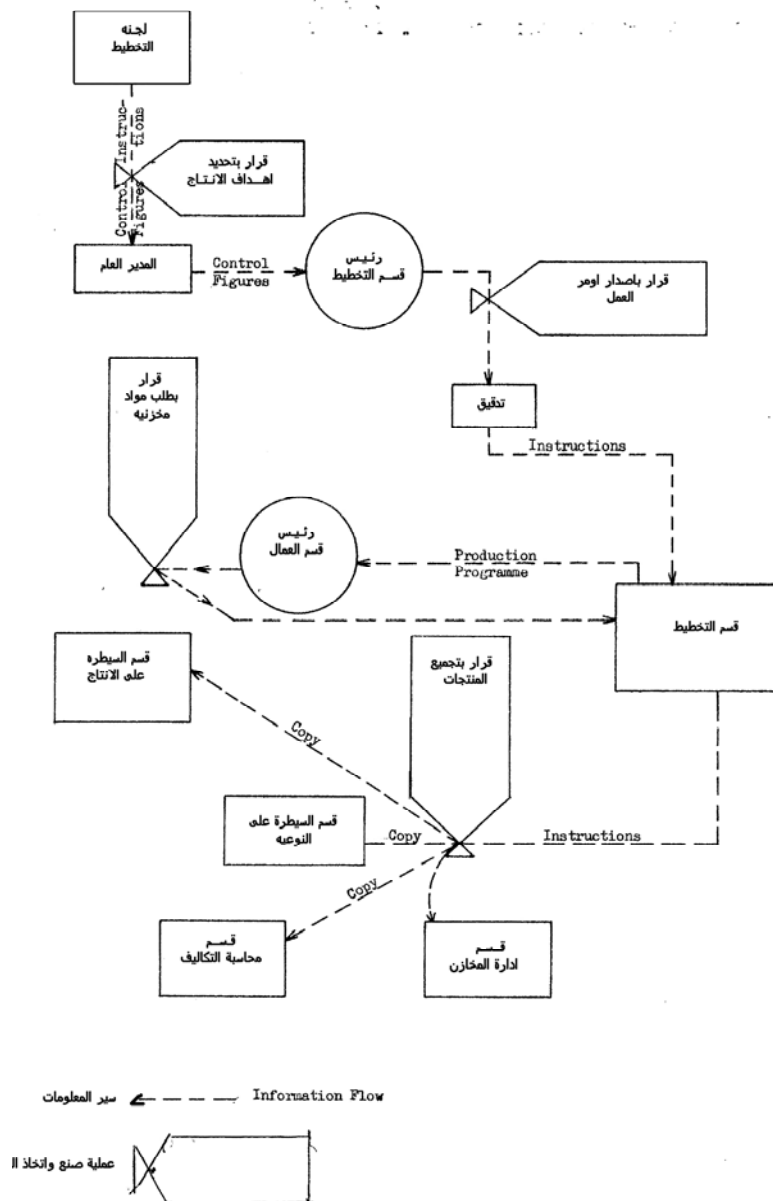 لجنه
التخطيط
Control Instruc-
Figures tions
قرار بتحديد
اهداف الانتاج
المدير العام
Control
Figures
رئيس
قسم التخطيط
قرار باصدار اومر
العمل
تدقيق
Instructions
قرار
بطلب مواد
مخزنيه
رئيس
قسم العمال
Production
Programme
قسم التخطيط
قسم السيطره
على الانتاج
قرار بتجميع
المنتجات
Copy
قسم السيطرة على
النوعيه
Copy
Instructions
Copy
قسم
محاسبة التكاليف
قسم
ادارة المخازن
سير المعلومات
Information Flow
عملية صنع واتخاذ ال